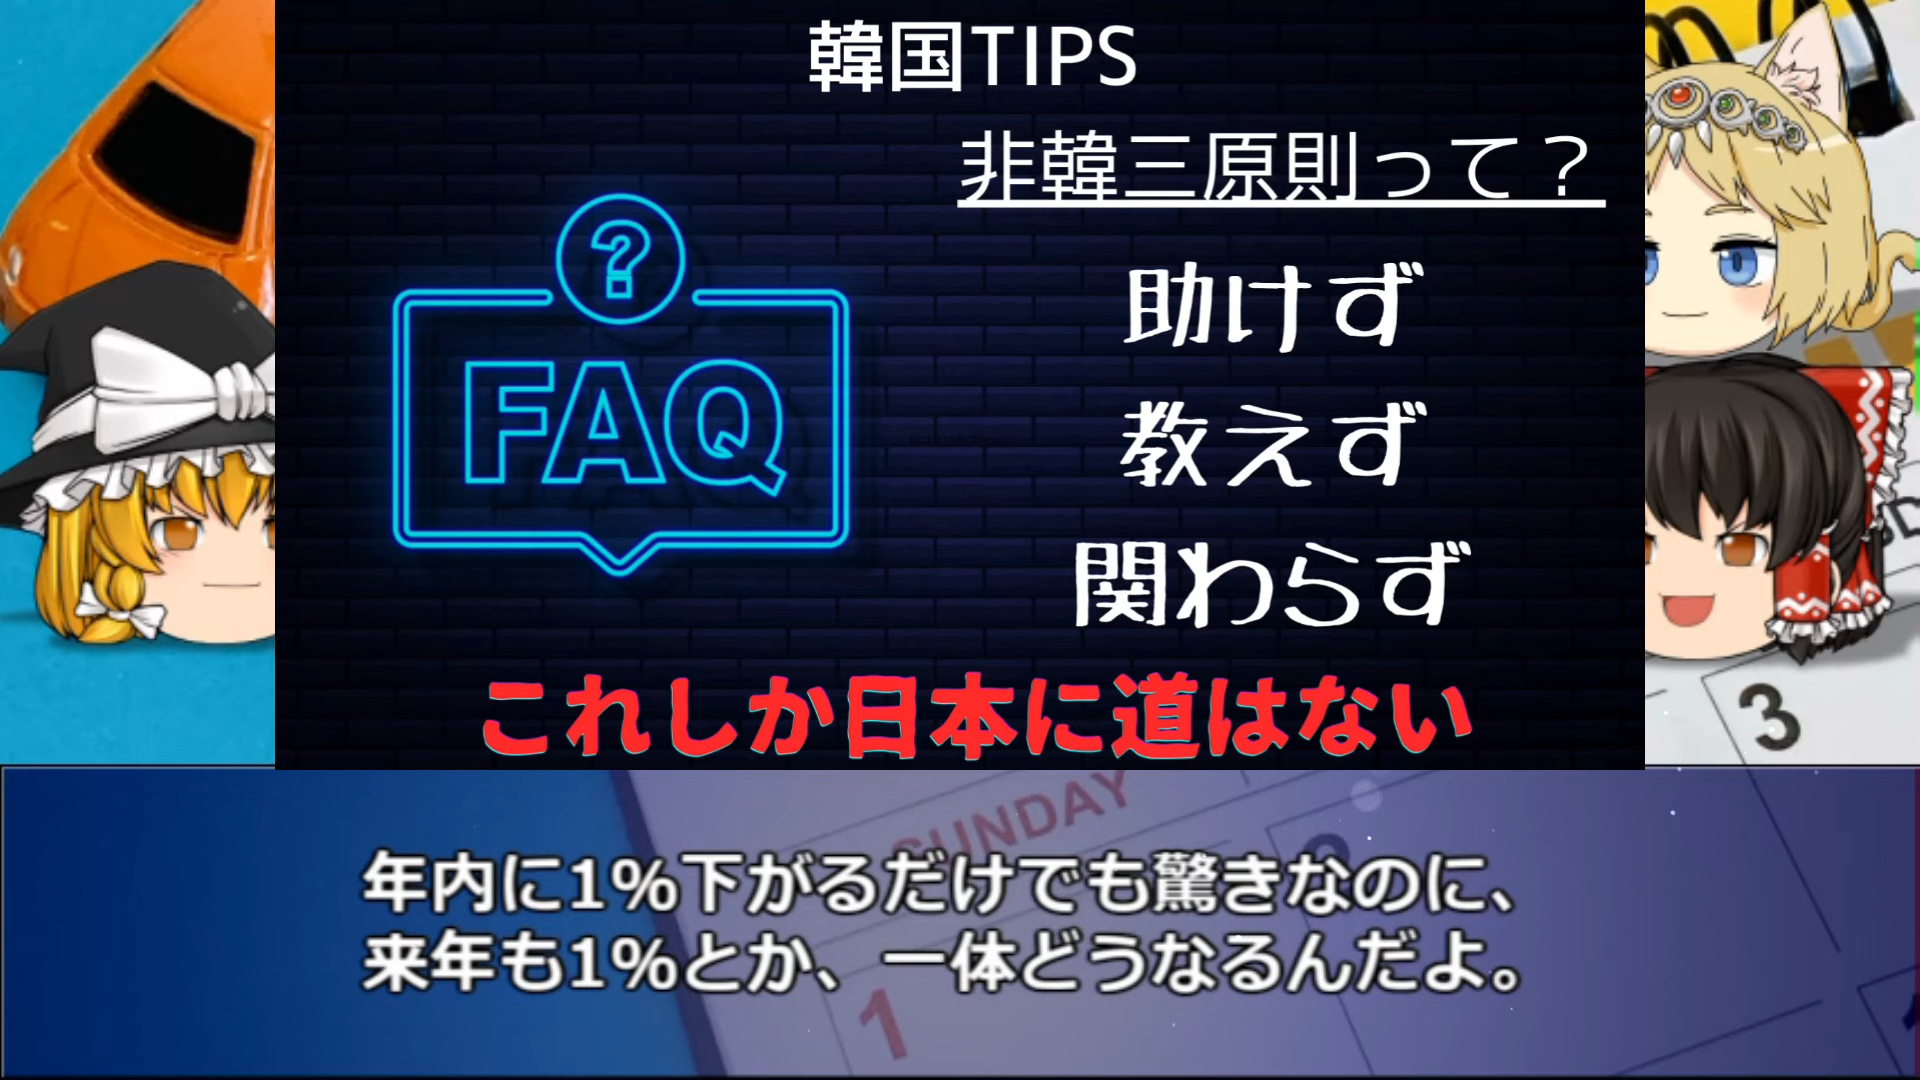 韓国TIPS
非韓三原則って？
?
FAQ
助けず
教えず
関わらず
これしか日本に道はない
3
SUNDAY
2
1
年内に1%下がるだけでも驚きなのに、
来年も1%とか、一体どうなるんだよ。